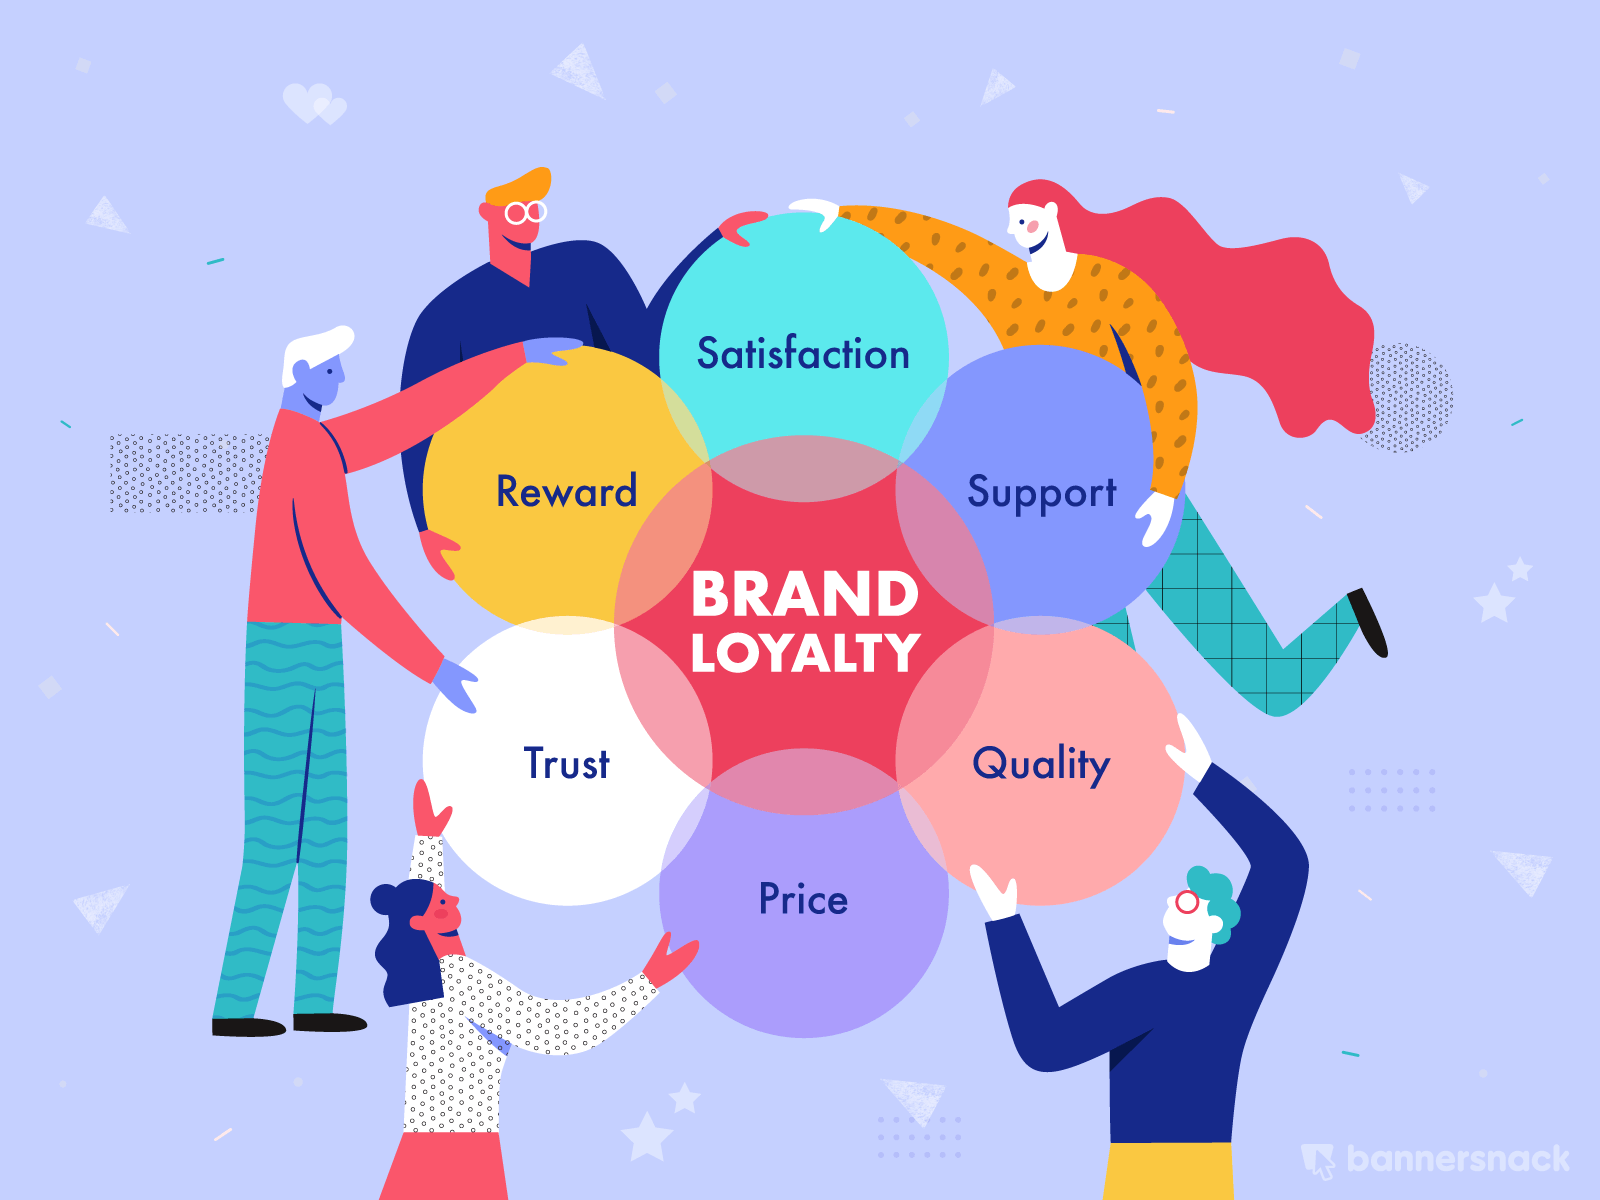 Satisfaction
Reward
Support
BRAND
LOYALTY
Trust
Quality
Price
bannersnack